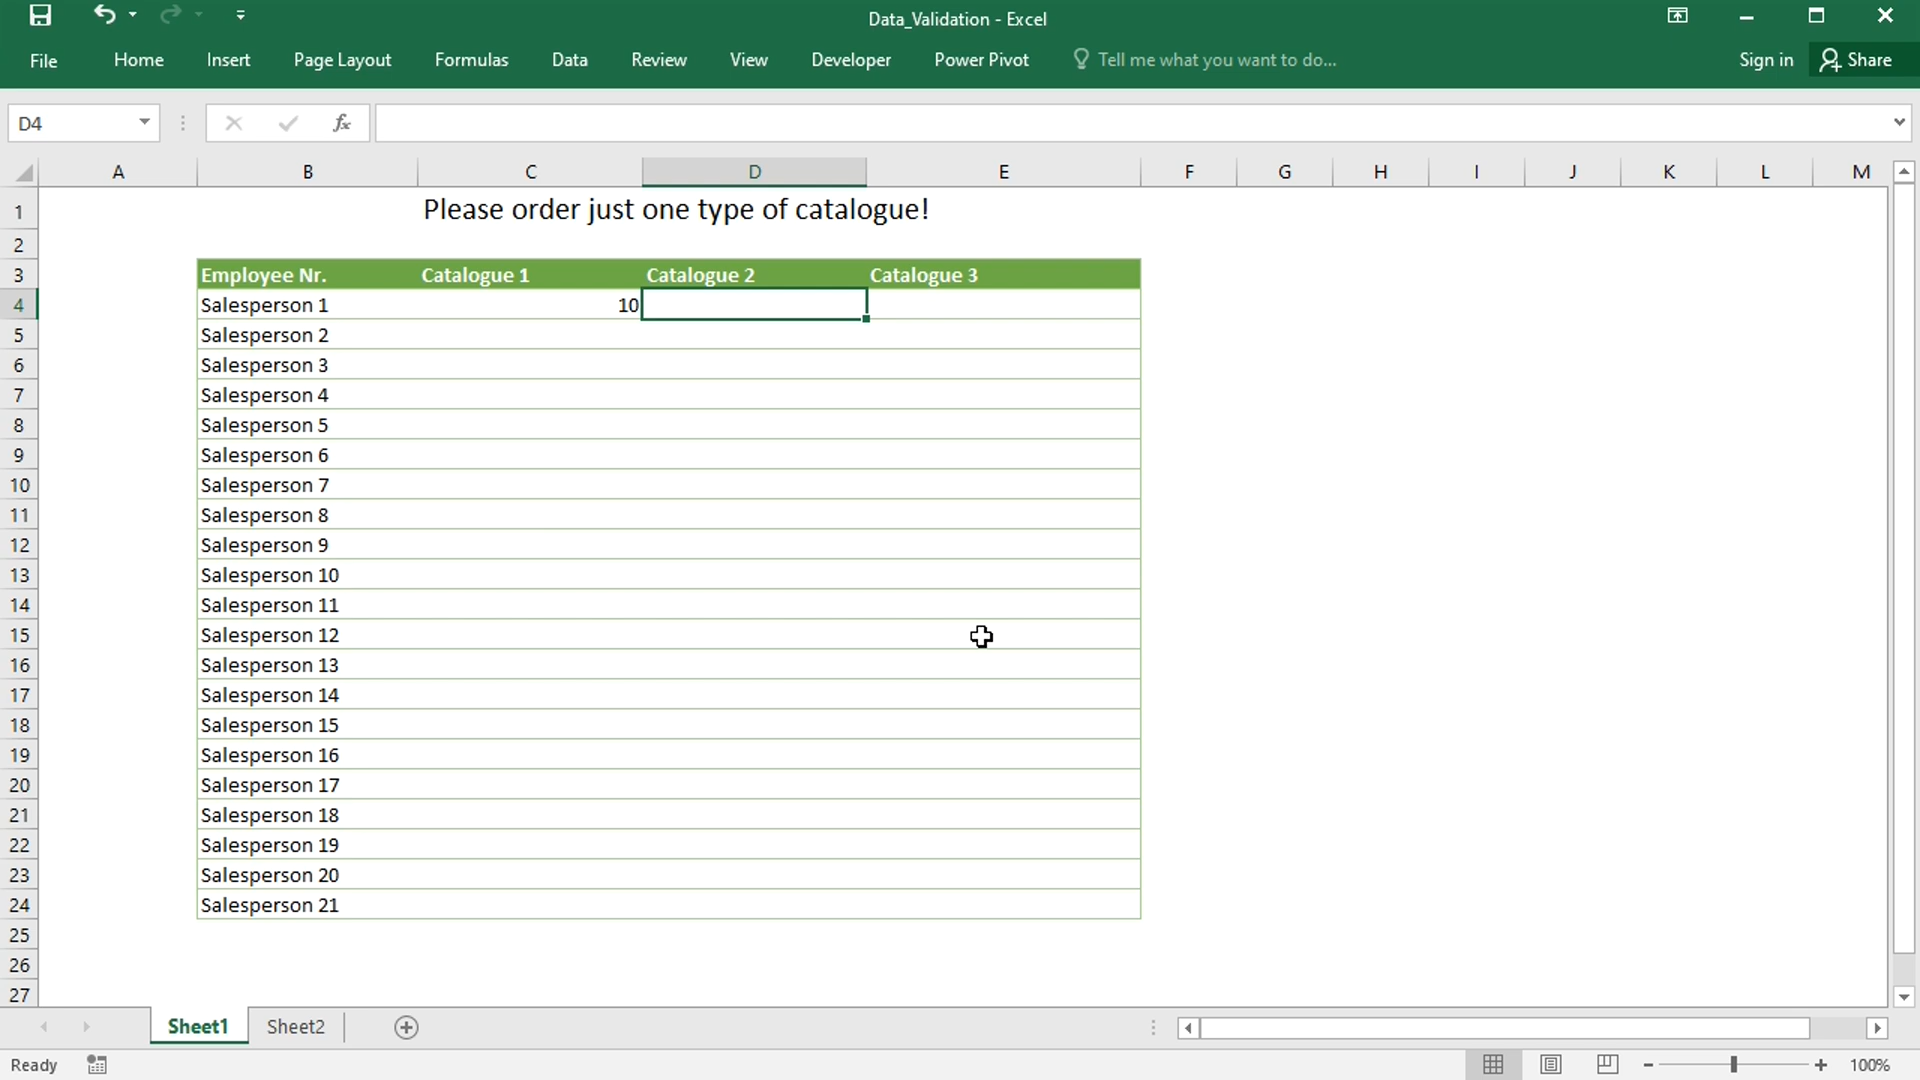 Data_Validation - Excel
File Home Insert Page Layout Formulas Data Review View Developer Power Pivot Tell me what you want to do... Sign in Share
D4 fx
A B C D E F G H I J K L M
1 Please order just one type of catalogue!
2
3 Employee Nr. Catalogue 1 Catalogue 2 Catalogue 3
4 Salesperson 1 10
5 Salesperson 2
6 Salesperson 3
7 Salesperson 4
8 Salesperson 5
9 Salesperson 6
10 Salesperson 7
11 Salesperson 8
12 Salesperson 9
13 Salesperson 10
14 Salesperson 11
15 Salesperson 12
16 Salesperson 13
17 Salesperson 14
18 Salesperson 15
19 Salesperson 16
20 Salesperson 17
21 Salesperson 18
22 Salesperson 19
23 Salesperson 20
24 Salesperson 21
25
26
27
Sheet1 Sheet2
Ready 100%